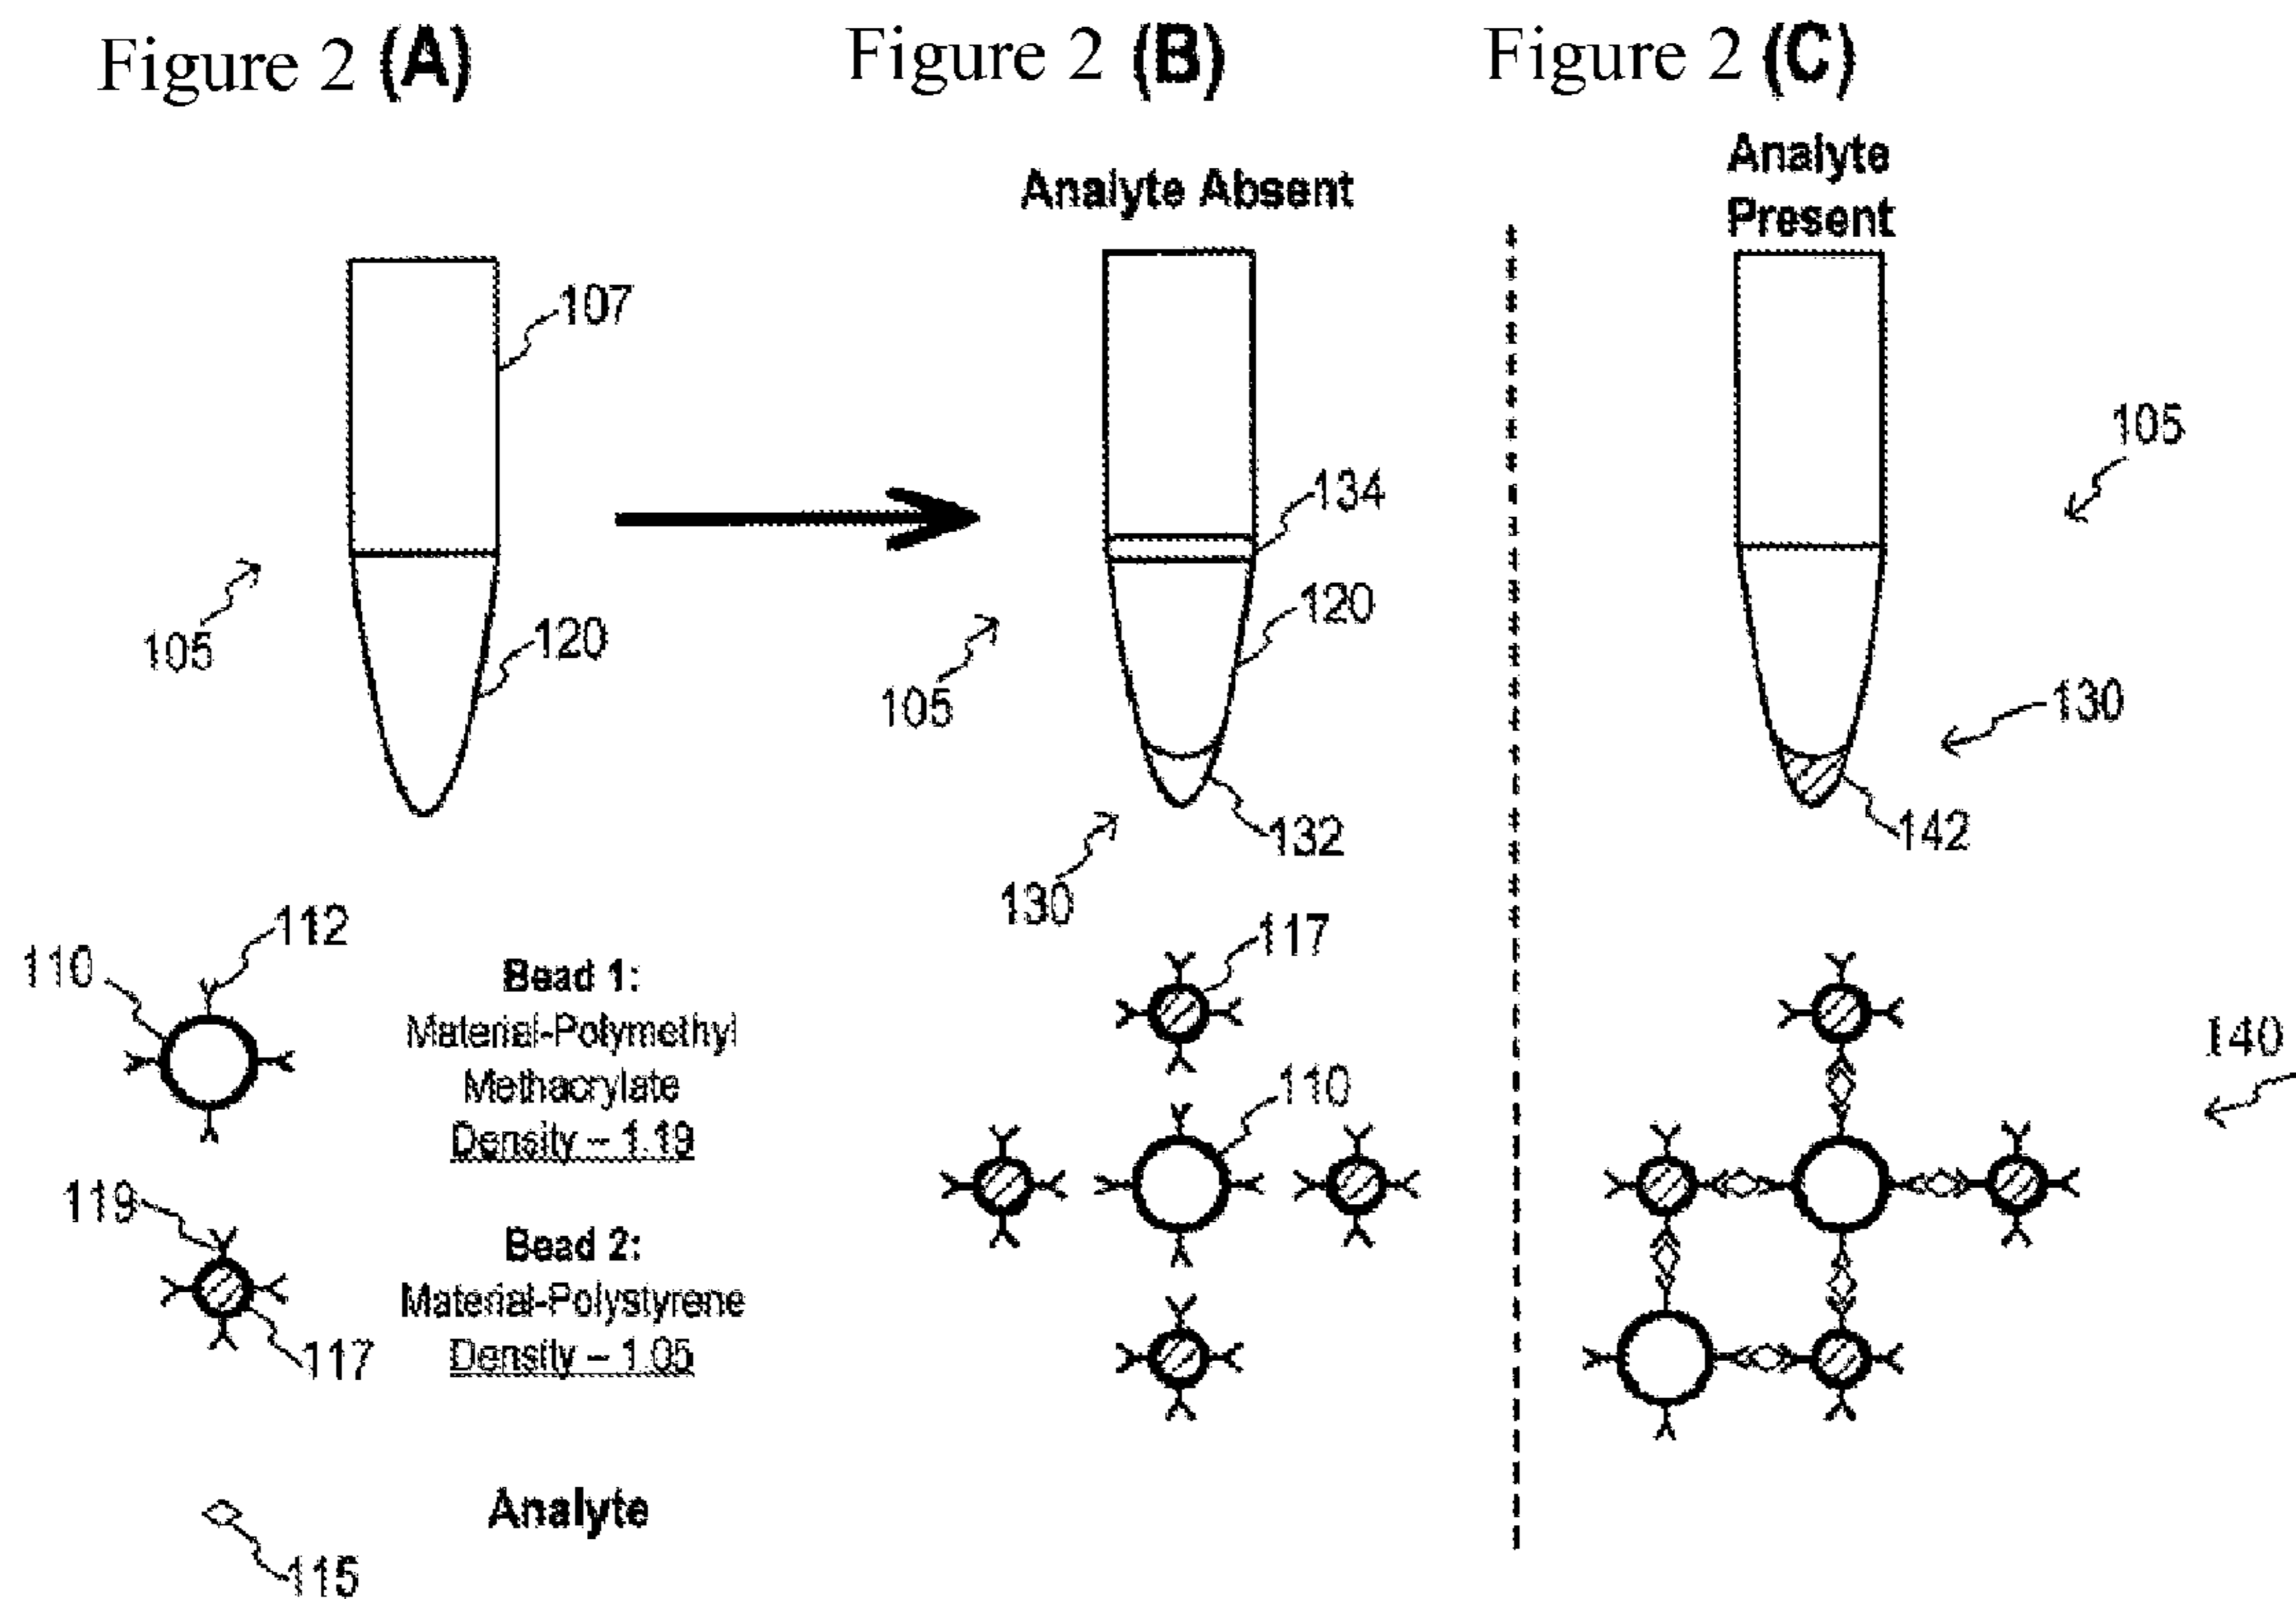 Figure 2 (A)
Figure 2 (B)
Figure 2 (C)
Analyte Absent
Analyte
Present
107
105
120
134
120
105
132
130
105
130
142
110
112
Bead 1:
Material-Polymethyl
Methacrylate
Density – 1.19
119
Bead 2:
Material-Polystyrene
Density – 1.05
117
Analyte
115
117
110
140